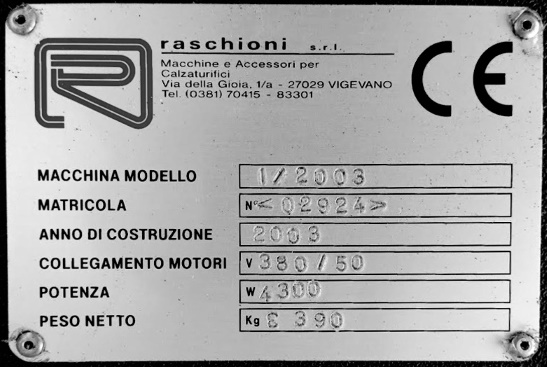 raschioni s.r.l.
Macchine e Accessori per
Calzaturifici
Via della Gioia, 1/a - 27029 VIGEVANO
Tel. (0381) 70415 - 83301
CE
MACCHINA MODELLO 1/2003
MATRICOLA N° <02924>
ANNO DI COSTRUZIONE 2003
COLLEGAMENTO MOTORI V 380/50
POTENZA W 4300
PESO NETTO Kg 390